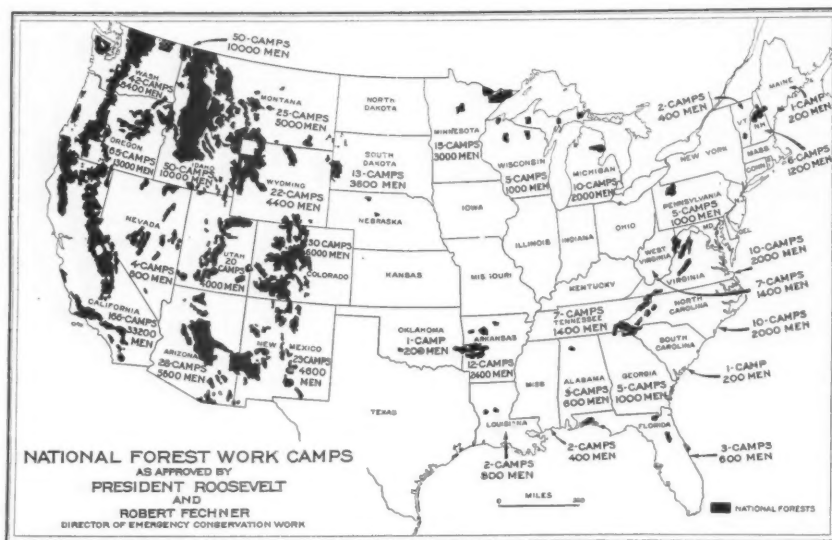 50-CAMPS
10000 MEN
WASH
42-CAMPS
8400 MEN
MONTANA
25-CAMPS
5000 MEN
NORTH
DAKOTA
MINNESOTA
15-CAMPS
3000 MEN
2-CAMPS
400 MEN
MAINE
1-CAMP
200 MEN
VT
NH
6-CAMPS
1200 MEN
MASS
CONN
NEW YORK
OREGON
65-CAMPS
13000 MEN
IDAHO
50-CAMPS
10000 MEN
WYOMING
22-CAMPS
4400 MEN
SOUTH
DAKOTA
13-CAMPS
3600 MEN
WISCONSIN
5-CAMPS
1000 MEN
MICHIGAN
10-CAMPS
2000 MEN
PENNSYLVANIA
5-CAMPS
1000 MEN
N.J.
MD
DEL
NEBRASKA
IOWA
NEVADA
4-CAMPS
800 MEN
UTAH
20
CAMPS
4000 MEN
30 CAMPS
6000 MEN
COLORADO
KANSAS
MISSOURI
ILLINOIS
INDIANA
OHIO
WEST
VIRGINIA
VIRGINIA
KENTUCKY
10-CAMPS
2000 MEN
7-CAMPS
1400 MEN
CALIFORNIA
166-CAMPS
33200
MEN
ARIZONA
28-CAMPS
5600 MEN
NEW MEXICO
23 CAMPS
4600
MEN
OKLAHOMA
1-CAMP
200 MEN
ARKANSAS
12-CAMPS
2400 MEN
7-CAMPS
TENNESSEE
1400 MEN
NORTH
CAROLINA
10-CAMPS
2000 MEN
SOUTH
CAROLINA
1-CAMP
200 MEN
TEXAS
MISS
ALABAMA
3-CAMPS
600 MEN
GEORGIA
5-CAMPS
1000 MEN
LOUISIANA
2-CAMPS
800 MEN
2-CAMPS
400 MEN
FLORIDA
3-CAMPS
600 MEN
NATIONAL FOREST WORK CAMPS
AS APPROVED BY
PRESIDENT ROOSEVELT
AND
ROBERT FECHNER
DIRECTOR OF EMERGENCY CONSERVATION WORK
MILES
0
NATIONAL FORESTS